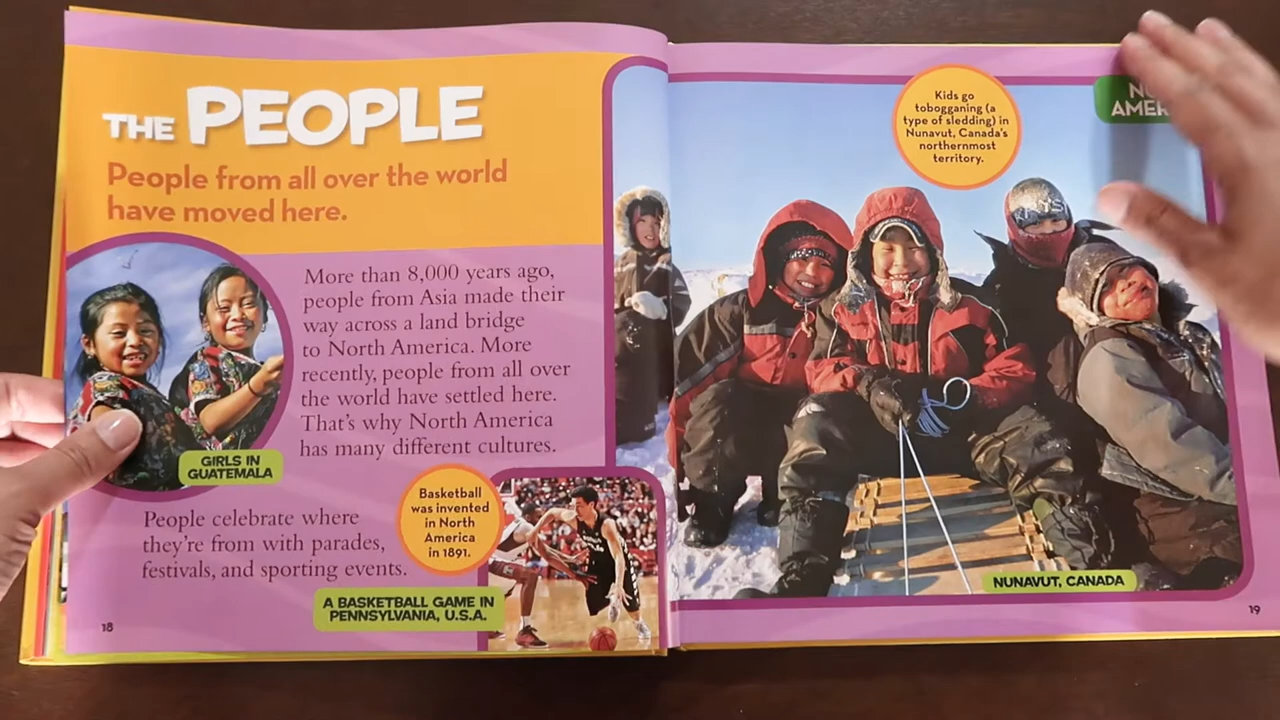 THE PEOPLE
People from all over the world
have moved here.
More than 8,000 years ago,
people from Asia made their
way across a land bridge
to North America. More
recently, people from all over
the world have settled here.
That's why North America
has many different cultures.
GIRLS IN
GUATEMALA
People celebrate where
they're from with parades,
festivals, and sporting events.
Basketball
was invented
in North
America
in 1891.
A BASKETBALL GAME IN
PENNSYLVANIA, U.S.A.
18
Kids go
tobogganing (a
type of sledding) in
Nunavut, Canada's
northernmost
territory.
NUNAVUT, CANADA
19